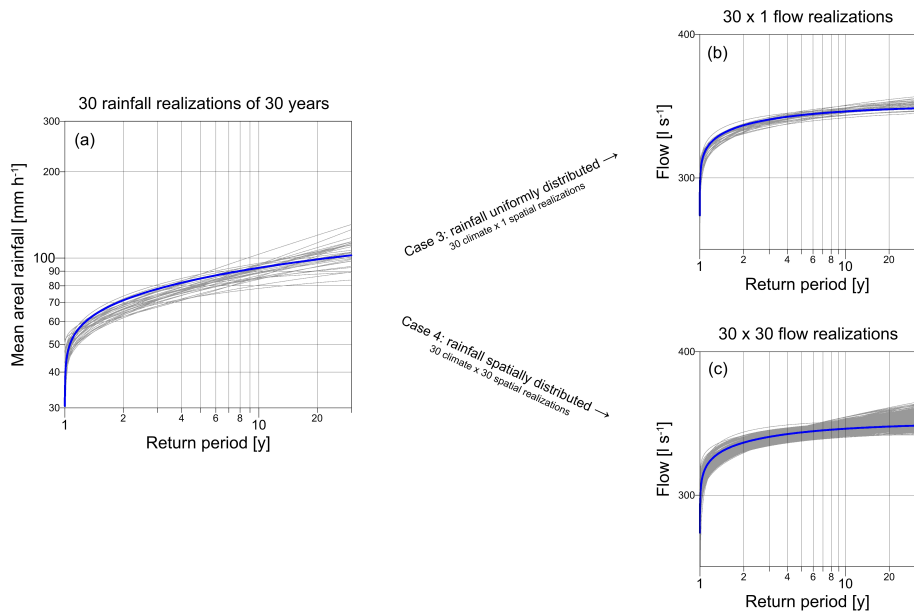 30 rainfall realizations of 30 years
(a)
Mean areal rainfall [mm h⁻¹]
300
200
100
90
80
70
60
50
40
30
1 2 4 6 8 10 20
Return period [y]
Case 3: rainfall uniformly distributed →
30 climate x 1 spatial realizations
Case 4: rainfall spatially distributed →
30 climate x 30 spatial realizations
30 x 1 flow realizations
(b)
Flow [l s⁻¹]
400
300
1 2 4 6 8 10 20
Return period [y]
30 x 30 flow realizations
(c)
Flow [l s⁻¹]
400
300
1 2 4 6 8 10 20
Return period [y]